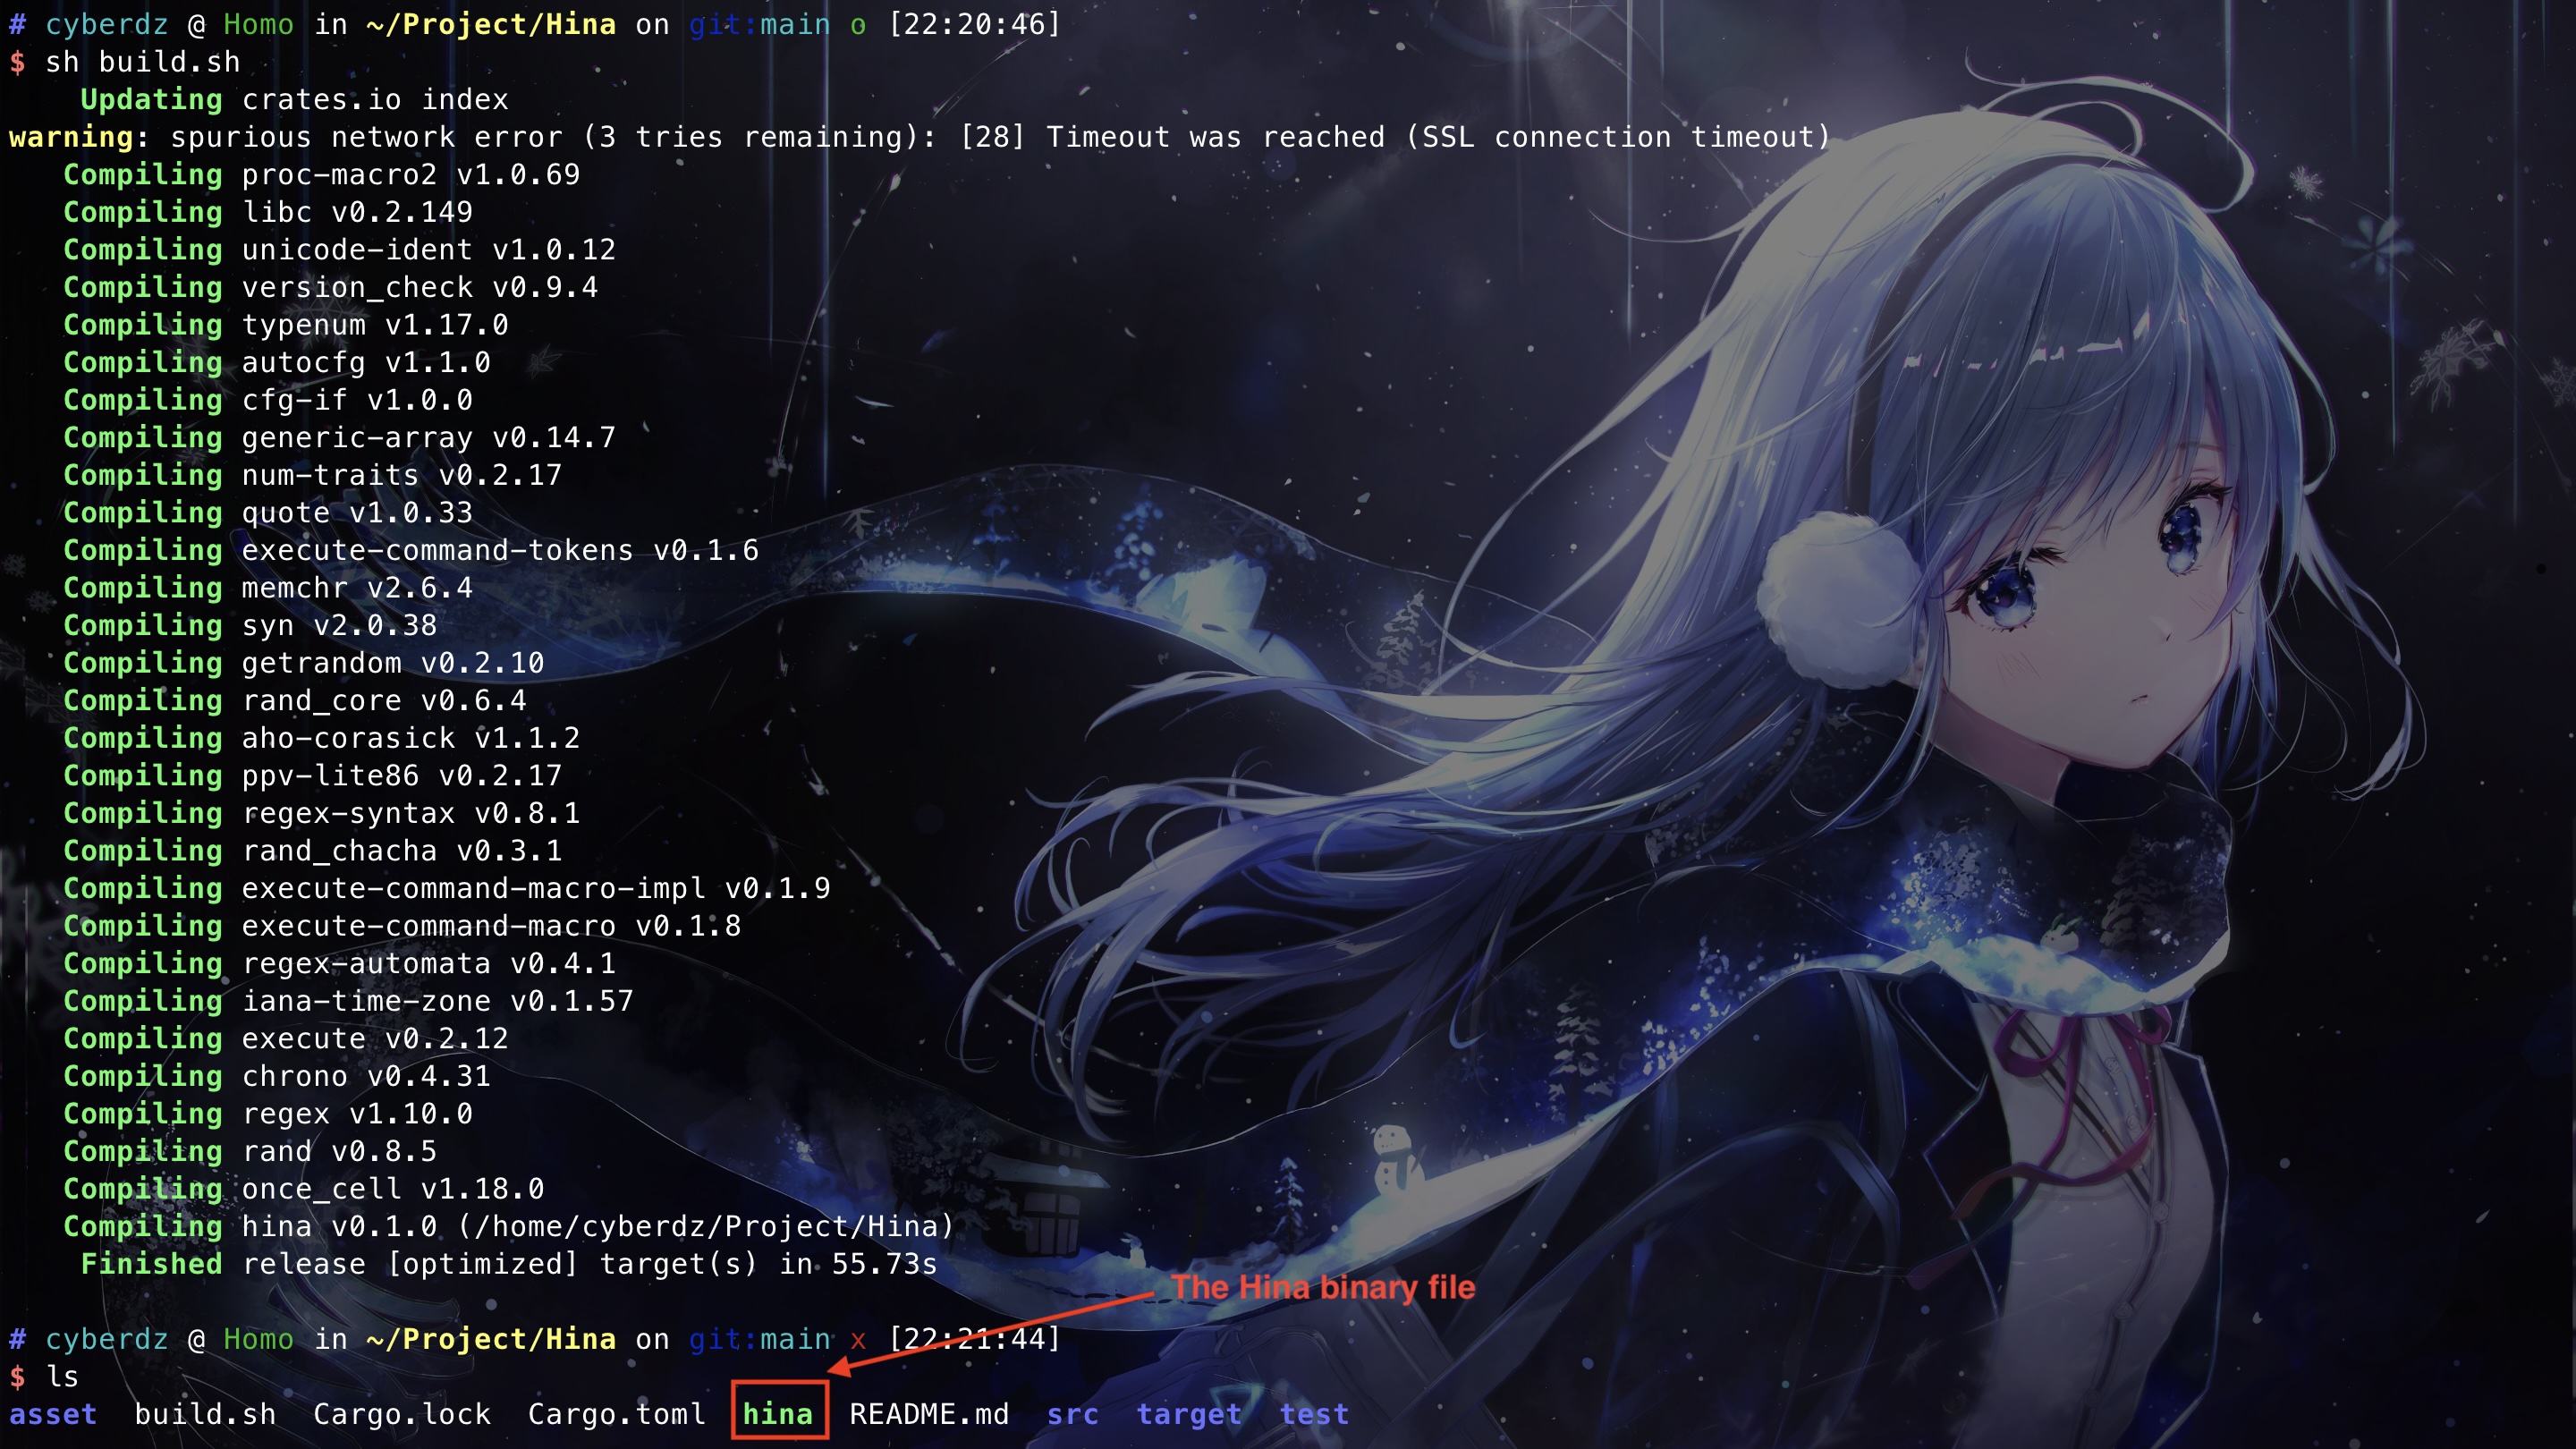 # cyberdz @ Homo in ~/Project/Hina on git:main o [22:20:46]
$ sh build.sh
Updating crates.io index
warning: spurious network error (3 tries remaining): [28] Timeout was reached (SSL connection timeout)
Compiling proc-macro2 v1.0.69
Compiling libc v0.2.149
Compiling unicode-ident v1.0.12
Compiling version_check v0.9.4
Compiling typenum v1.17.0
Compiling autocfg v1.1.0
Compiling cfg-if v1.0.0
Compiling generic-array v0.14.7
Compiling num-traits v0.2.17
Compiling quote v1.0.33
Compiling execute-command-tokens v0.1.6
Compiling memchr v2.6.4
Compiling syn v2.0.38
Compiling getrandom v0.2.10
Compiling rand_core v0.6.4
Compiling aho-corasick v1.1.2
Compiling ppv-lite86 v0.2.17
Compiling regex-syntax v0.8.1
Compiling rand_chacha v0.3.1
Compiling execute-command-macro-impl v0.1.9
Compiling execute-command-macro v0.1.8
Compiling regex-automata v0.4.1
Compiling iana-time-zone v0.1.57
Compiling execute v0.2.12
Compiling chrono v0.4.31
Compiling regex v1.10.0
Compiling rand v0.8.5
Compiling once_cell v1.18.0
Compiling hina v0.1.0 (/home/cyberdz/Project/Hina)
Finished release [optimized] target(s) in 55.73s
The Hina binary file
# cyberdz @ Homo in ~/Project/Hina on git:main x [22:21:44]
$ ls
asset build.sh Cargo.lock Cargo.toml hina README.md src target test